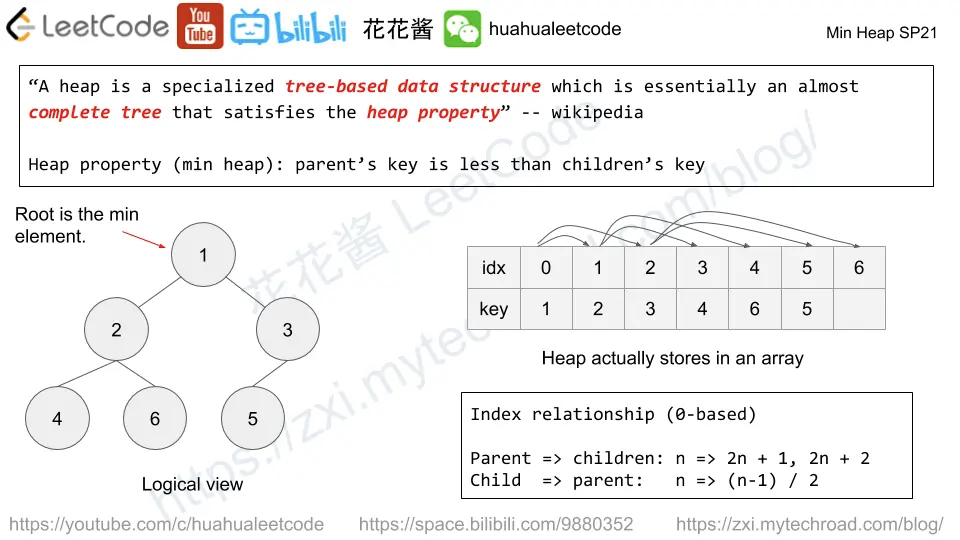 LeetCode You Tube bilibili 花花酱 huahualeetcode
Min Heap SP21
“A heap is a specialized tree-based data structure which is essentially an almost
complete tree that satisfies the heap property” -- wikipedia
Heap property (min heap): parent’s key is less than children’s key
Root is the min
element.
1
2 3
4 6 5
Logical view
idx 0 1 2 3 4 5 6
key 1 2 3 4 6 5
Heap actually stores in an array
Index relationship (0-based)
Parent => children: n => 2n + 1, 2n + 2
Child => parent: n => (n-1) / 2
花花酱 LeetCode
https://zxi.mytechroad.com/blog/
https://youtube.com/c/huahualeetcode https://space.bilibili.com/9880352 https://zxi.mytechroad.com/blog/